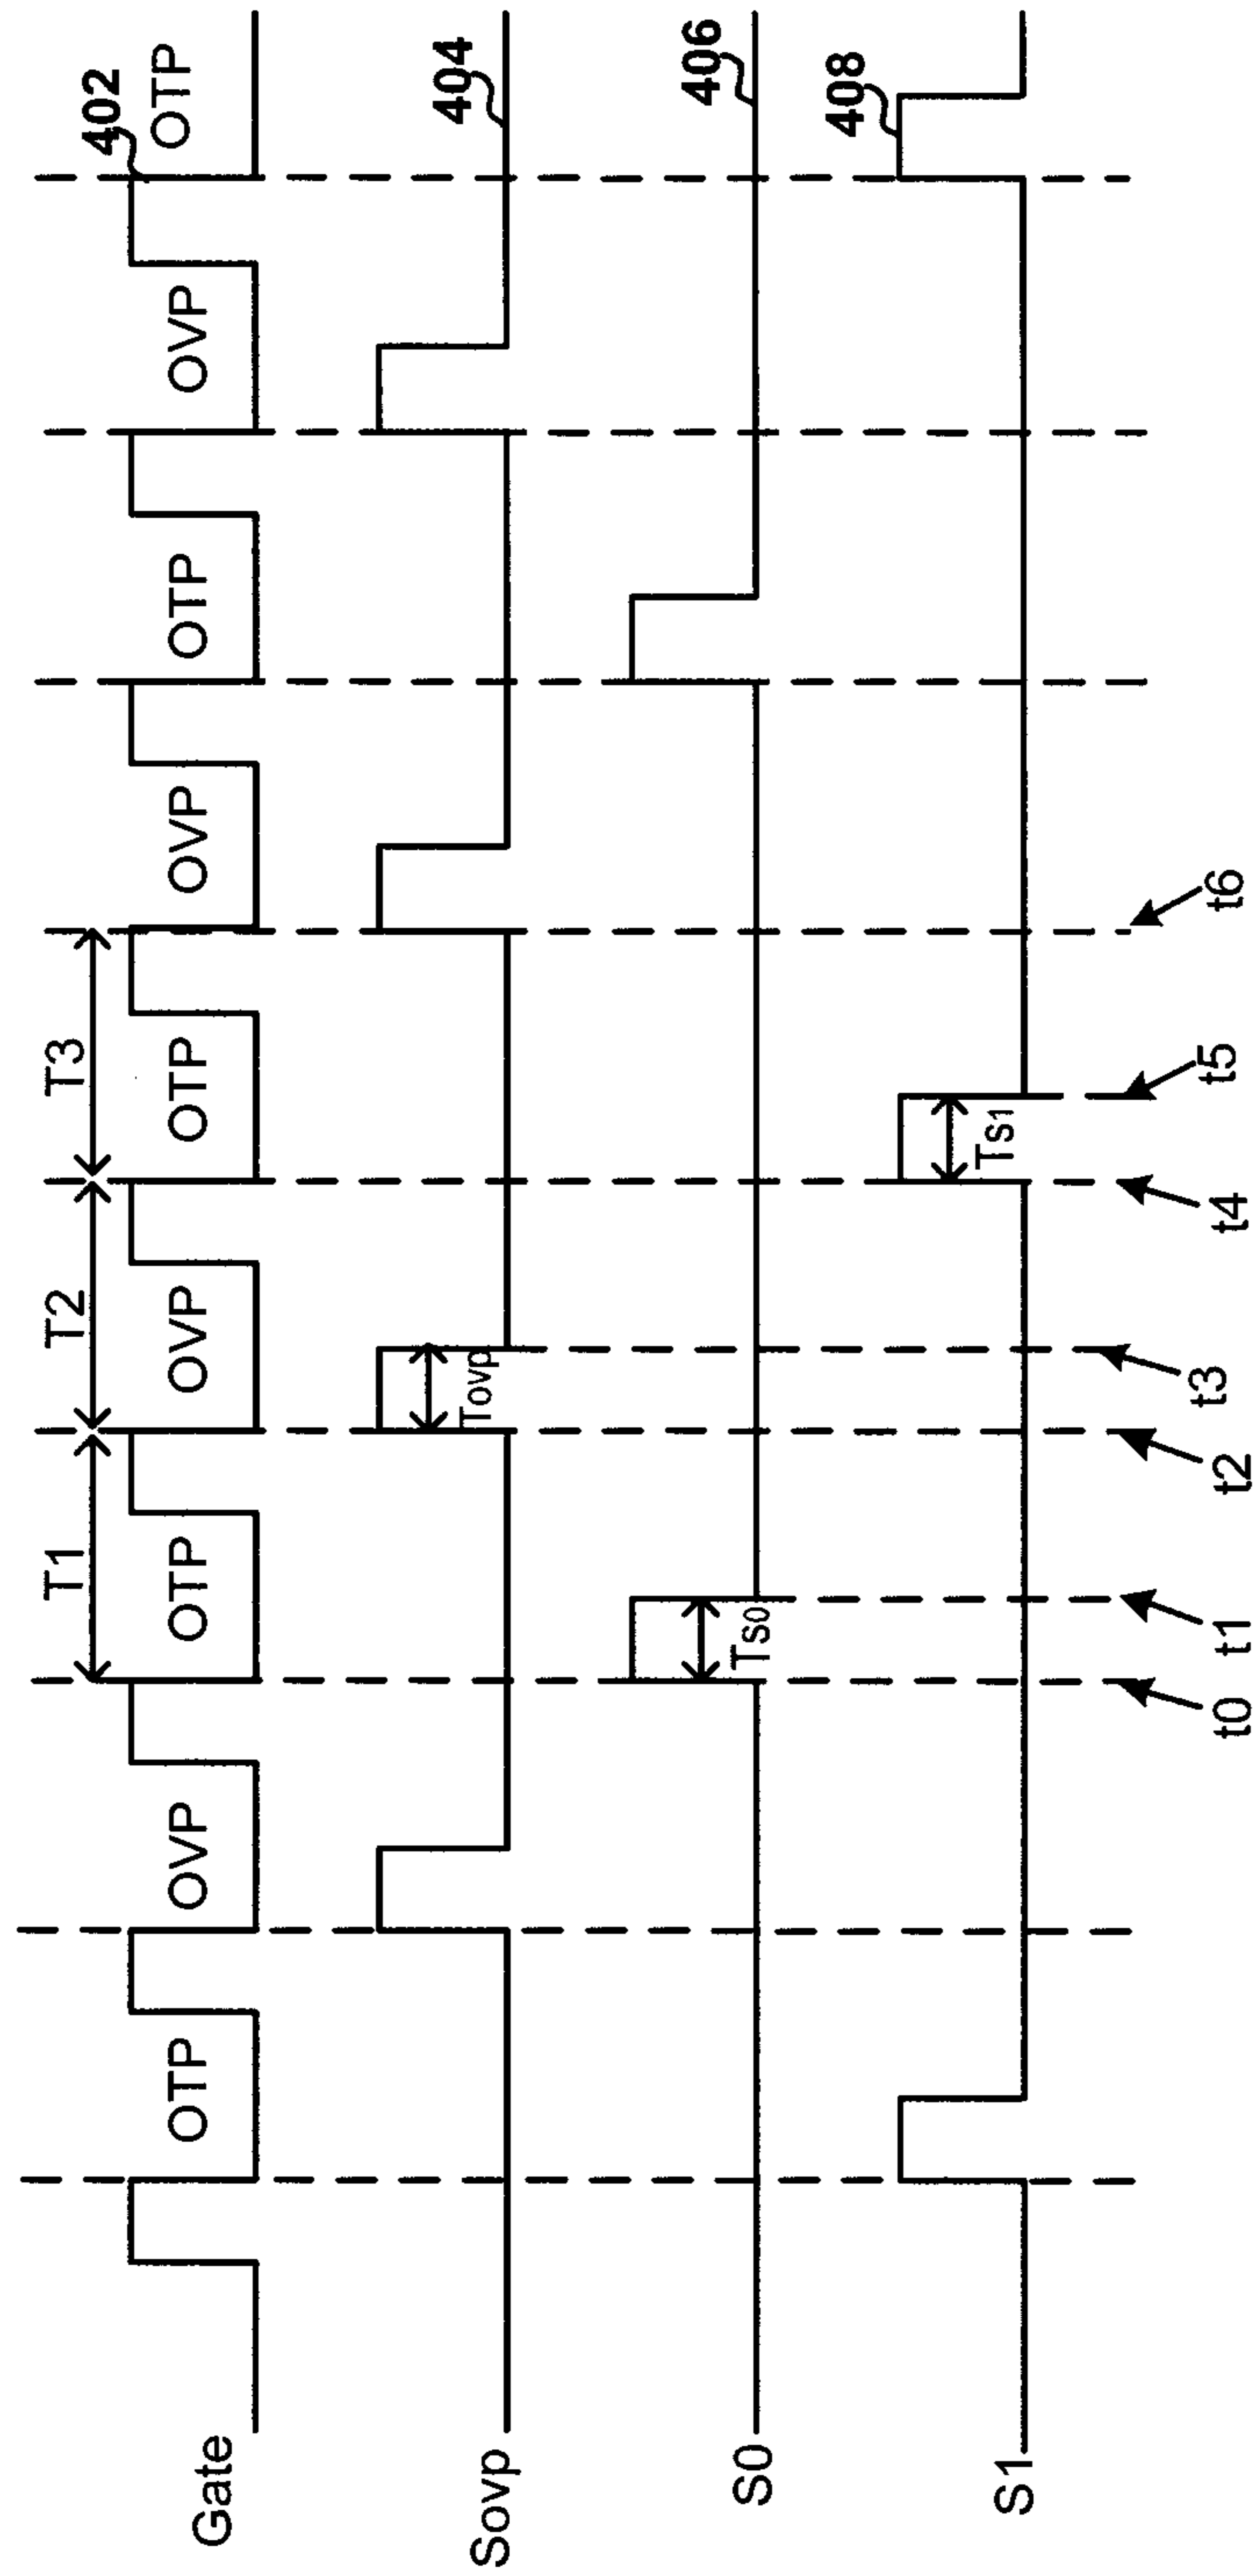 T1 T2 T3
402
Gate OTP OVP OTP OVP OTP OVP OTP OVP OTP
404
Sovp Tovp
406
S0 Ts0
408
S1 Ts1
t0 t1 t2 t3 t4 t5 t6